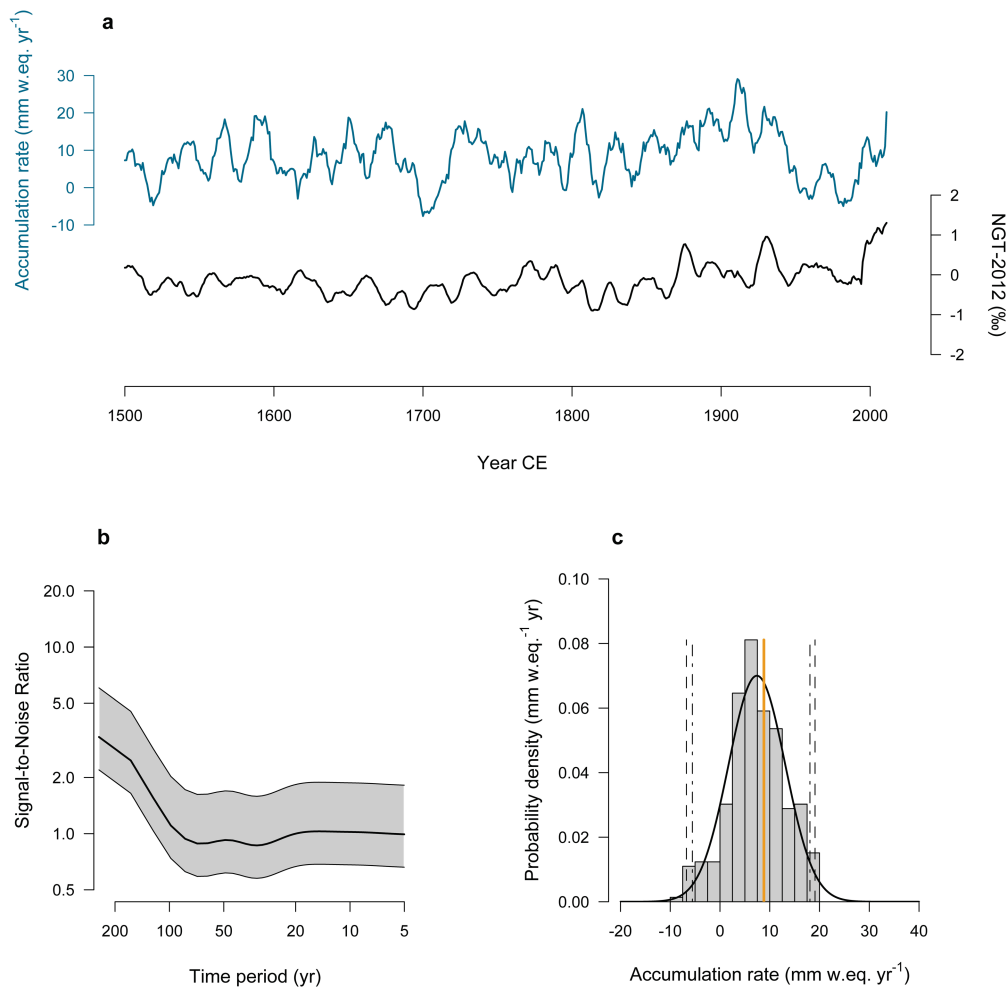 a
Accumulation rate (mm w.eq. yr⁻¹)
30
20
10
0
-10
2
1
0
-1
-2
NGT-2012 (‰)
1500 1600 1700 1800 1900 2000
Year CE
b
Signal-to-Noise Ratio
20.0
10.0
5.0
2.0
1.0
0.5
200 100 50 20 10 5
Time period (yr)
c
Probability density (mm w.eq.⁻¹ yr)
0.10
0.08
0.06
0.04
0.02
0.00
-20 -10 0 10 20 30 40
Accumulation rate (mm w.eq. yr⁻¹)